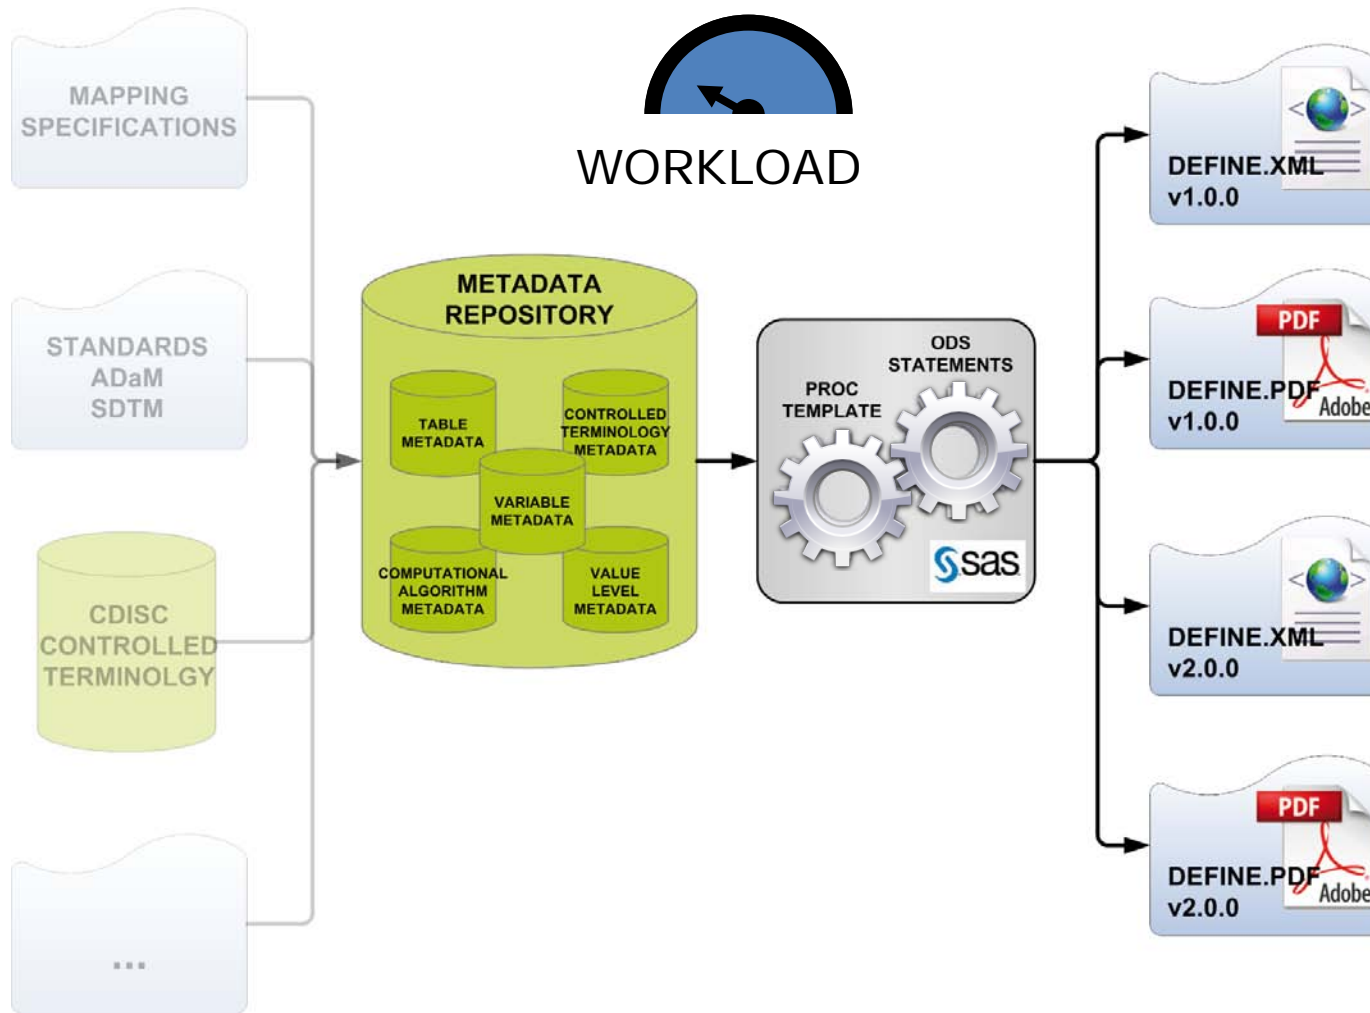 MAPPING
SPECIFICATIONS
STANDARDS
ADaM
SDTM
CDISC
CONTROLLED
TERMINOLGY
...
WORKLOAD
METADATA
REPOSITORY
TABLE
METADATA
CONTROLLED
TERMINOLOGY
METADATA
VARIABLE
METADATA
COMPUTATIONAL
ALGORITHM
METADATA
VALUE
LEVEL
METADATA
ODS
STATEMENTS
PROC
TEMPLATE
sas
DEFINE.XML
v1.0.0
PDF
DEFINE.PDF
Adobe
v1.0.0
DEFINE.XML
v2.0.0
PDF
DEFINE.PDF
Adobe
v2.0.0